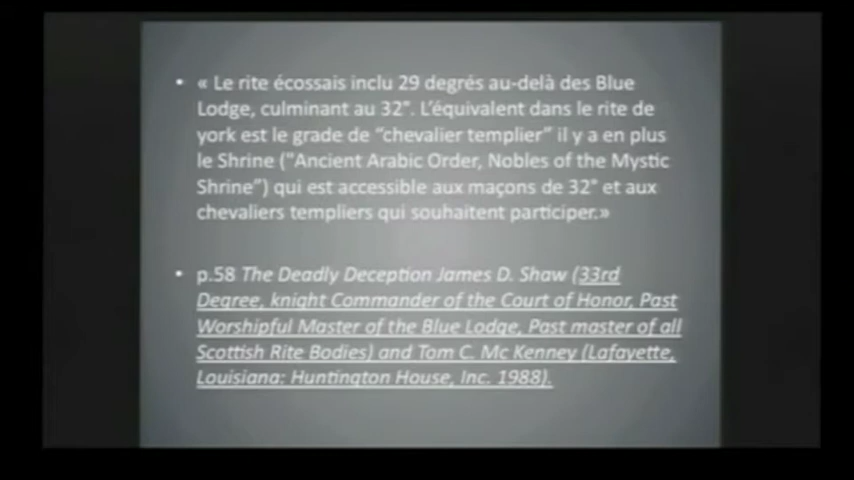 • « Le rite écossais inclu 29 degrés au-delà des Blue
Lodge, culminant au 32°. L'équivalent dans le rite de
york est le grade de "chevalier templier" il y a en plus
le Shrine ("Ancient Arabic Order, Nobles of the Mystic
Shrine") qui est accessible aux maçons de 32° et aux
chevaliers templiers qui souhaitent participer.»
• p.58 The Deadly Deception James D. Shaw (33rd
Degree, knight Commander of the Court of Honor, Past
Worshipful Master of the Blue Lodge, Past master of all
Scottish Rite Bodies) and Tom C. Mc Kenney (Lafayette,
Louisiana: Huntington House, Inc. 1988).